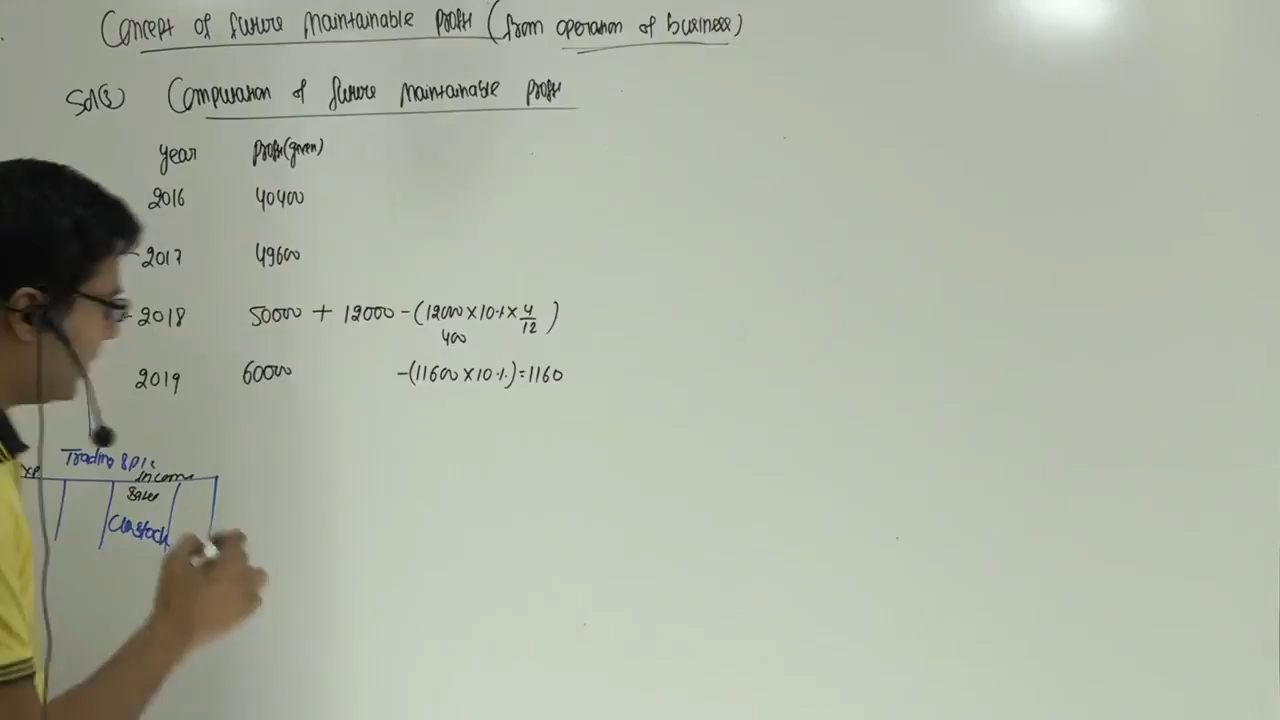 Concept of future Maintainable profit (from operation of business)
Sol(3) Computation of future Maintainable profit
year profit(given)
2016 40400
2017 49600
2018 50000 + 12000 - (12000 × 10% × 4/12)
400
2019 60000 - (11600 × 10%) = 1160
Trading & P/L
Income
Sales
Cl.stock